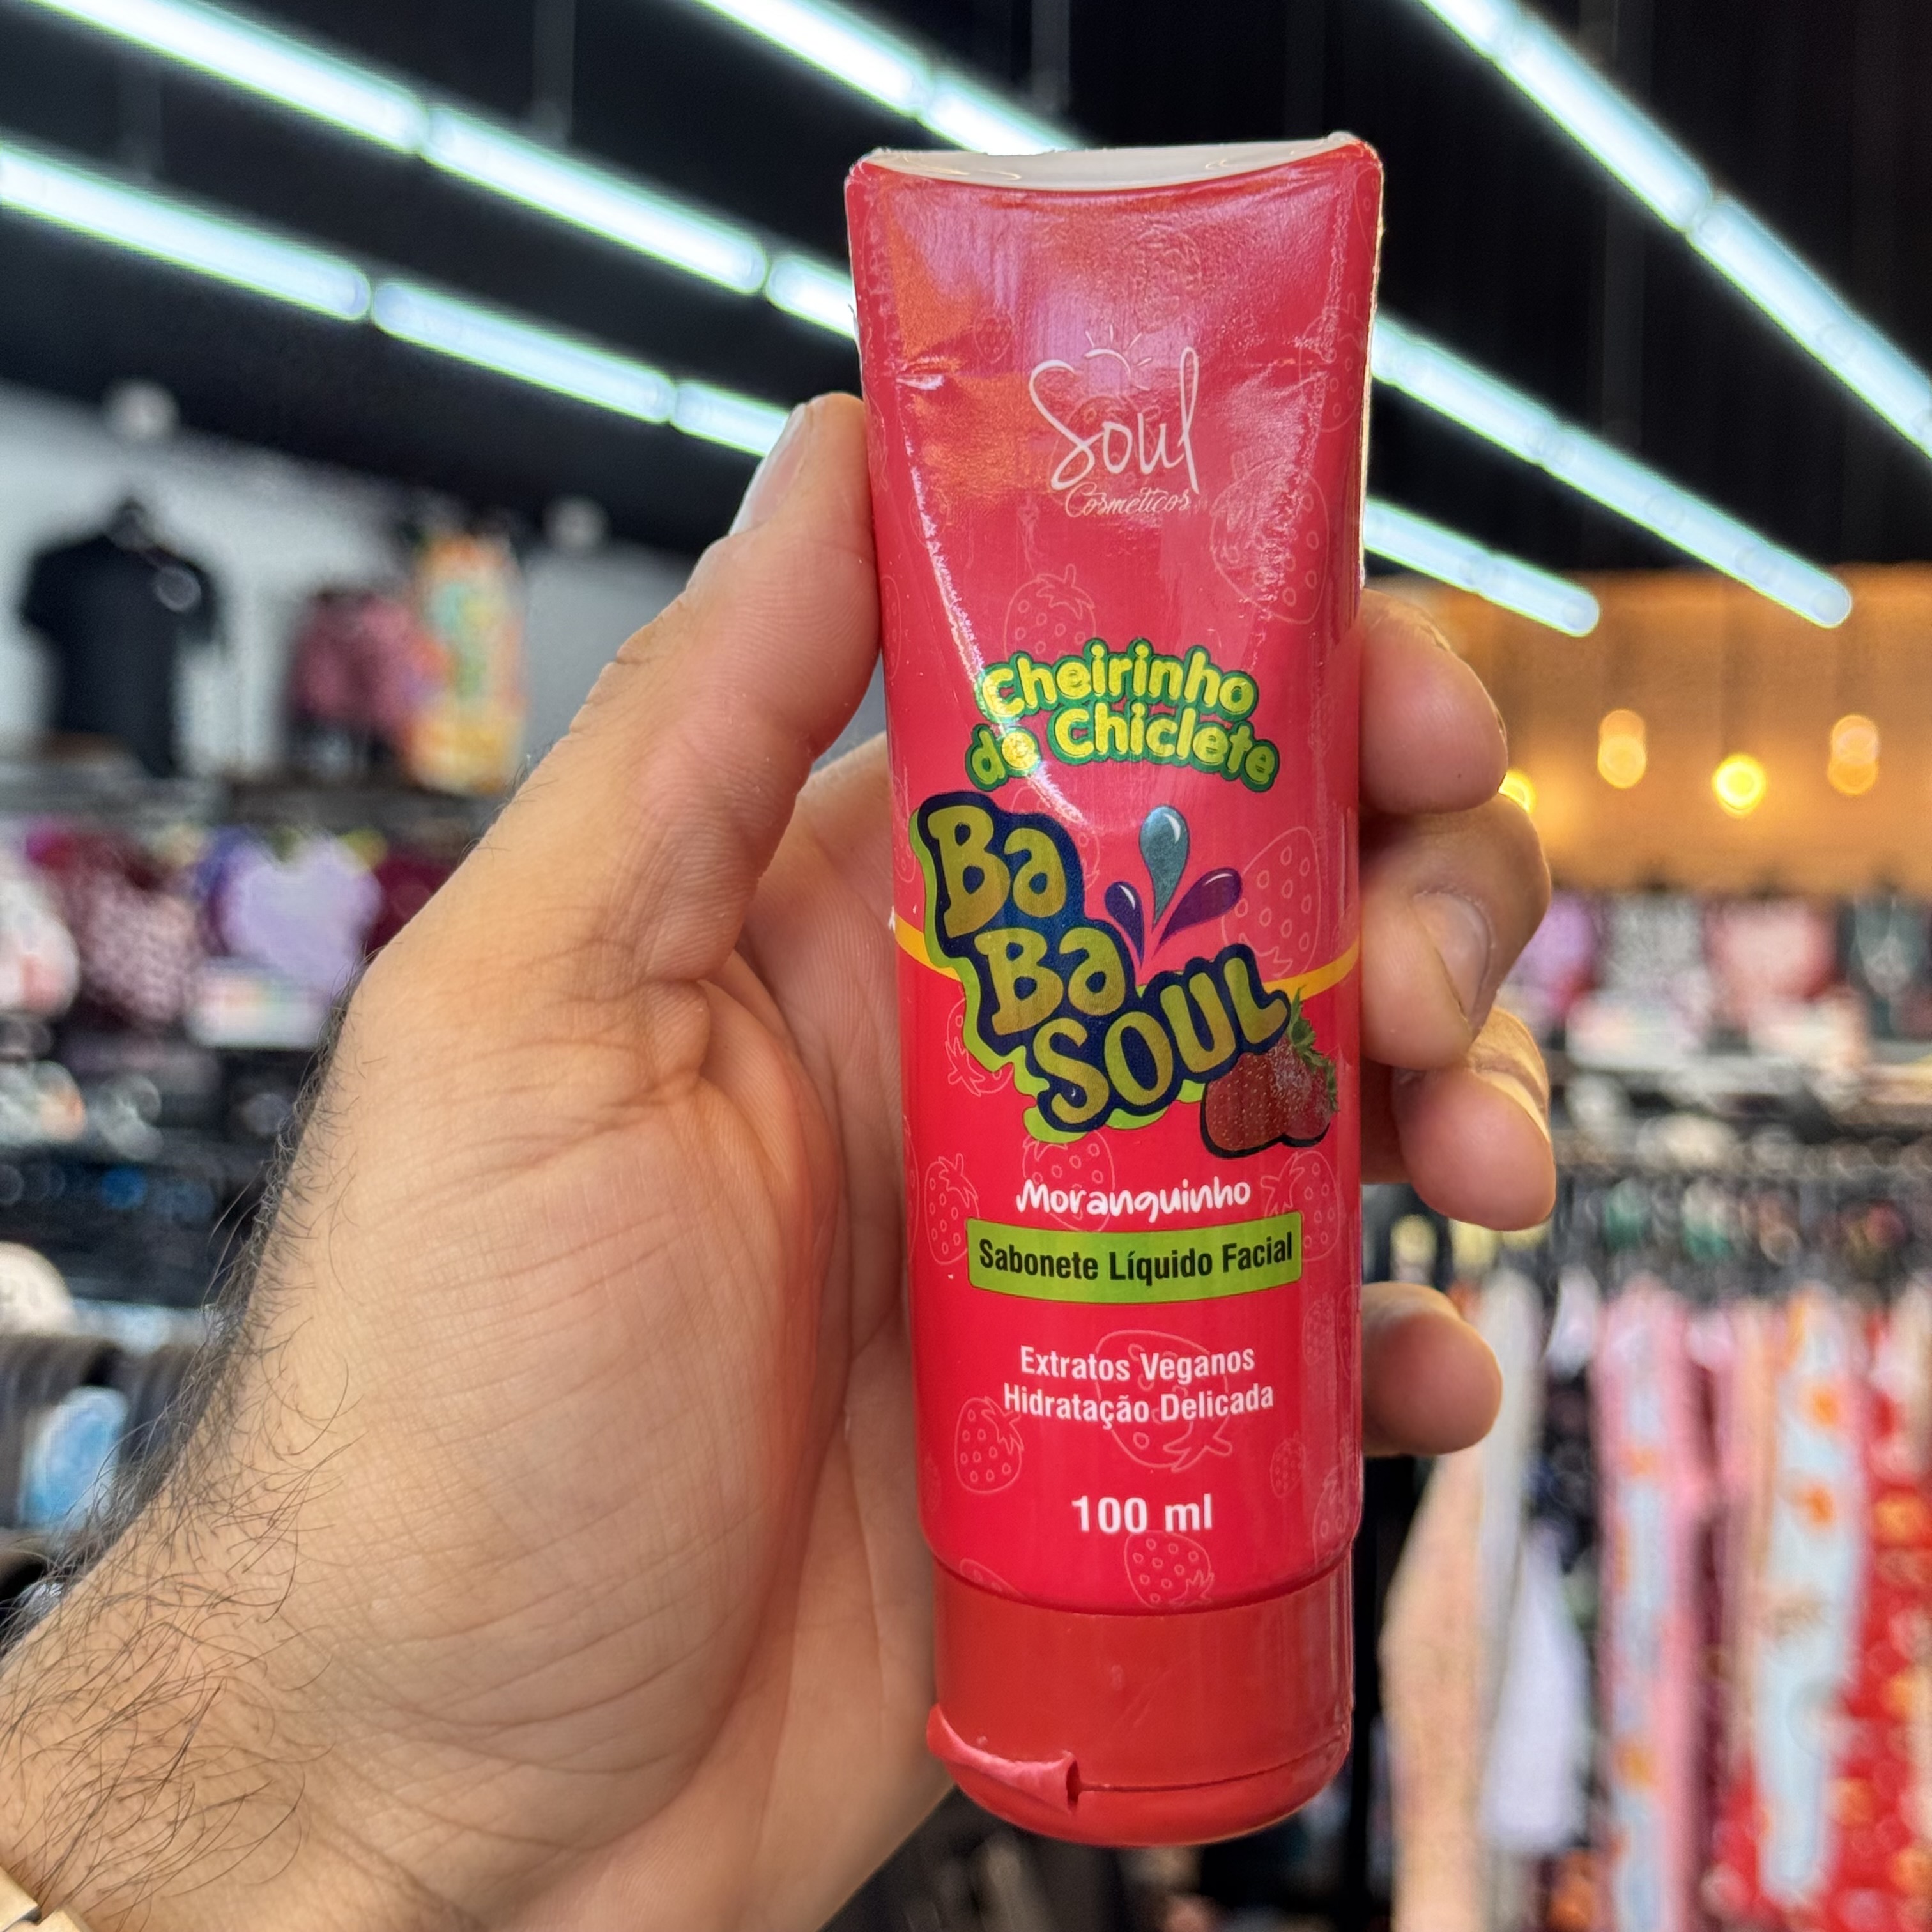 Soul
Cosméticos
Cheirinho
de Chiclete
Ba
Ba
SOUL
Moranguinho
Sabonete Líquido Facial
Extratos Veganos
Hidratação Delicada
100 ml